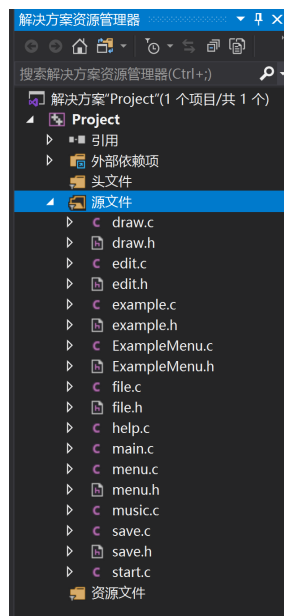 解决方案资源管理器
搜索解决方案资源管理器(Ctrl+;)
解决方案"Project"(1 个项目/共 1 个)
Project
引用
外部依赖项
头文件
源文件
draw.c
draw.h
edit.c
edit.h
example.c
example.h
ExampleMenu.c
ExampleMenu.h
file.c
file.h
help.c
main.c
menu.c
menu.h
music.c
save.c
save.h
start.c
资源文件